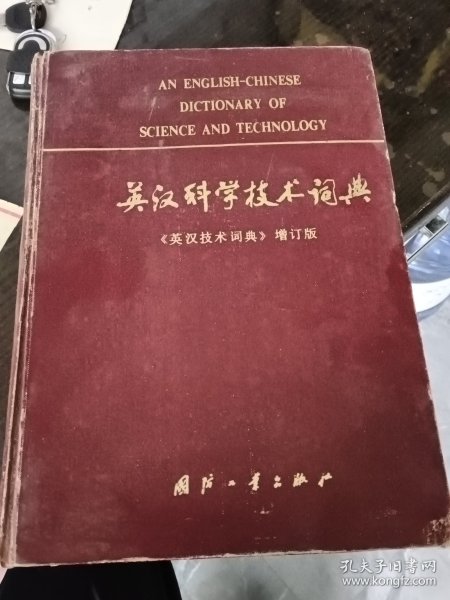 AN ENGLISH-CHINESE
DICTIONARY OF
SCIENCE AND TECHNOLOGY
英汉科学技术词典
《英汉技术词典》增订版
国防工业出版社
孔夫子旧书网
www.kongfz.com